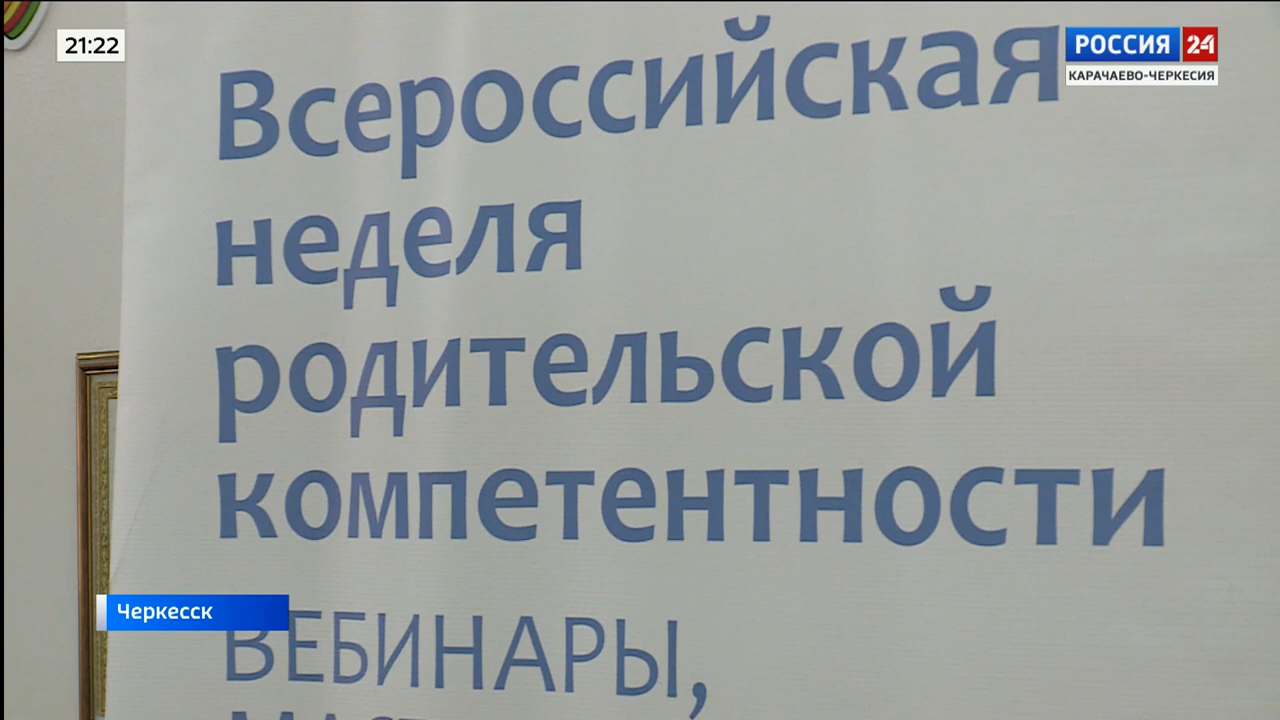 21:22
РОССИЯ 24
КАРАЧАЕВО-ЧЕРКЕСИЯ
Всероссийская
неделя
родительской
компетентности
Черкесск
ВЕБИНАРЫ,